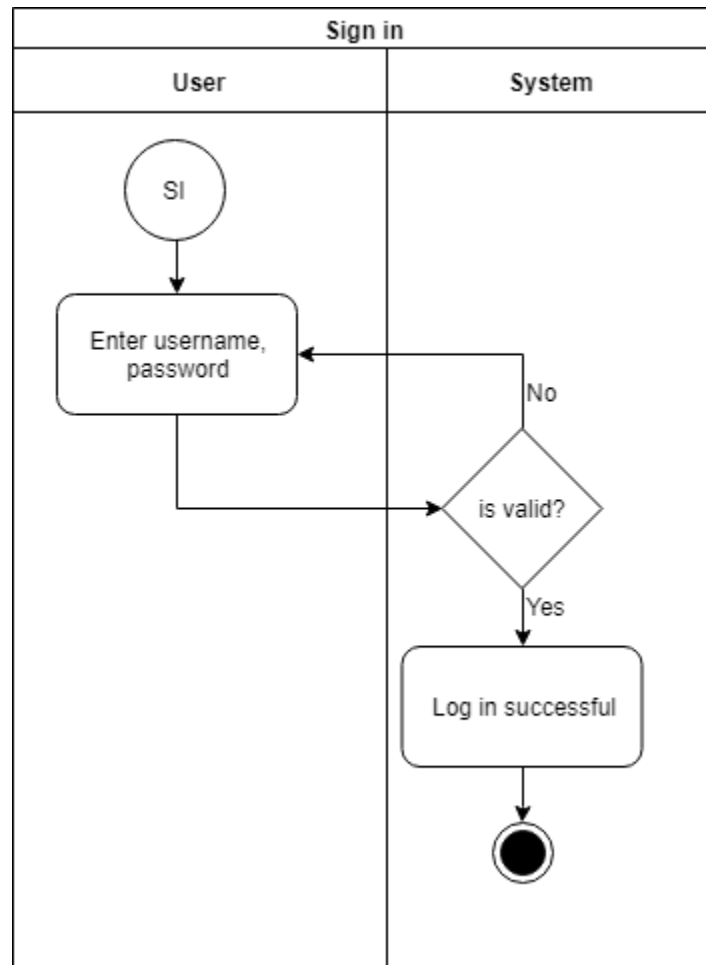 Sign in
User
System
SI
Enter username,
password
No
is valid?
Yes
Log in successful